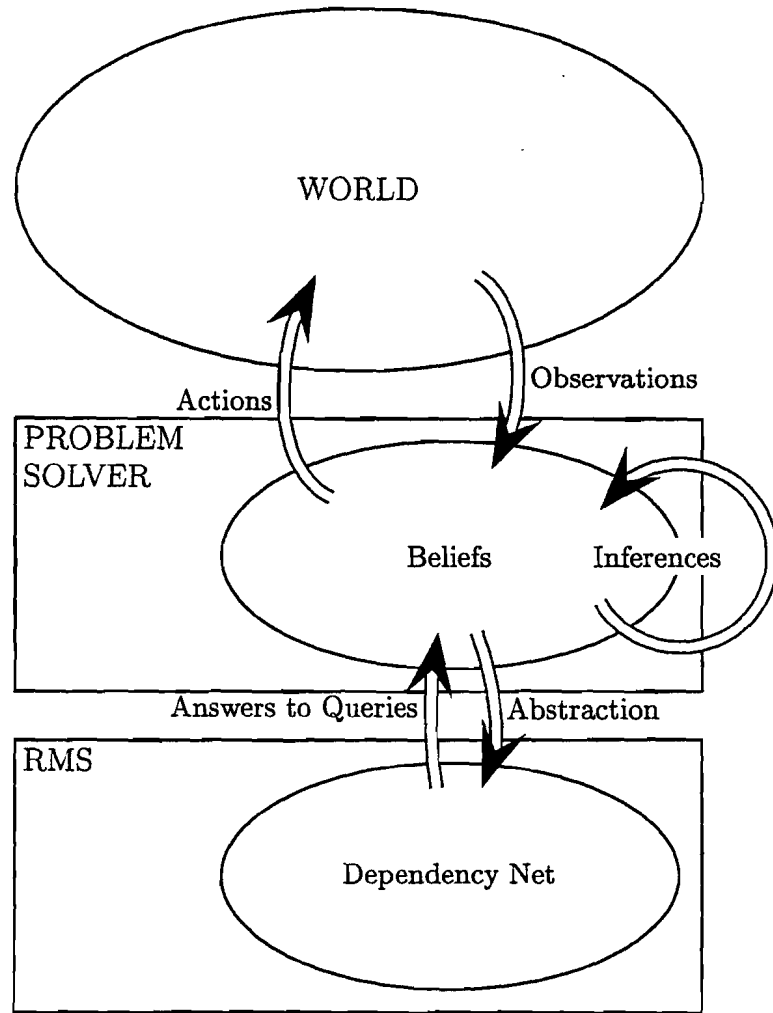 WORLD
Actions
Observations
PROBLEM
SOLVER
Beliefs
Inferences
Answers to Queries
Abstraction
RMS
Dependency Net